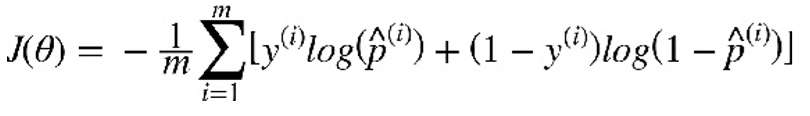 J(θ) = − 1/m ∑_{i=1}^{m} [y^{(i)}log(p̂^{(i)}) + (1 − y^{(i)})log(1 − p̂^{(i)})]